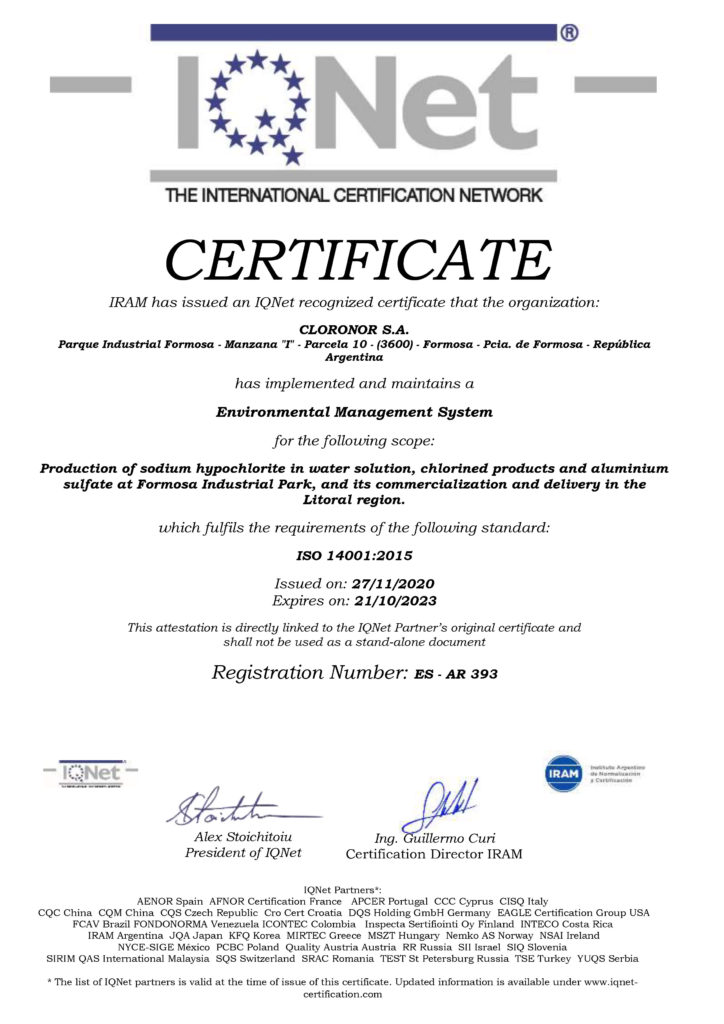 IQNet®
THE INTERNATIONAL CERTIFICATION NETWORK
CERTIFICATE
IRAM has issued an IQNet recognized certificate that the organization:
CLORONOR S.A.
Parque Industrial Formosa - Manzana "I" - Parcela 10 - (3600) - Formosa - Pcia. de Formosa - República
Argentina
has implemented and maintains a
Environmental Management System
for the following scope:
Production of sodium hypochlorite in water solution, chlorined products and aluminium
sulfate at Formosa Industrial Park, and its commercialization and delivery in the
Litoral region.
which fulfils the requirements of the following standard:
ISO 14001:2015
Issued on: 27/11/2020
Expires on: 21/10/2023
This attestation is directly linked to the IQNet Partner's original certificate and
shall not be used as a stand-alone document
Registration Number: ES - AR 393
IQNet
IRAM
Instituto Argentino
de Normalización
y Certificación
Alex Stoichitoiu
President of IQNet
Ing. Guillermo Curi
Certification Director IRAM
IQNet Partners*:
AENOR Spain AFNOR Certification France APCER Portugal CCC Cyprus CISQ Italy
CQC China CQM China CQS Czech Republic Cro Cert Croatia DQS Holding GmbH Germany EAGLE Certification Group USA
FCAV Brazil FONDONORMA Venezuela ICONTEC Colombia Inspecta Sertifiointi Oy Finland INTECO Costa Rica
IRAM Argentina JQA Japan KFQ Korea MIRTEC Greece MSZT Hungary Nemko AS Norway NSAI Ireland
NYCE-SIGE México PCBC Poland Quality Austria Austria RR Russia SII Israel SIQ Slovenia
SIRIM QAS International Malaysia SQS Switzerland SRAC Romania TEST St Petersburg Russia TSE Turkey YUQS Serbia
* The list of IQNet partners is valid at the time of issue of this certificate. Updated information is available under www.iqnet-
certification.com